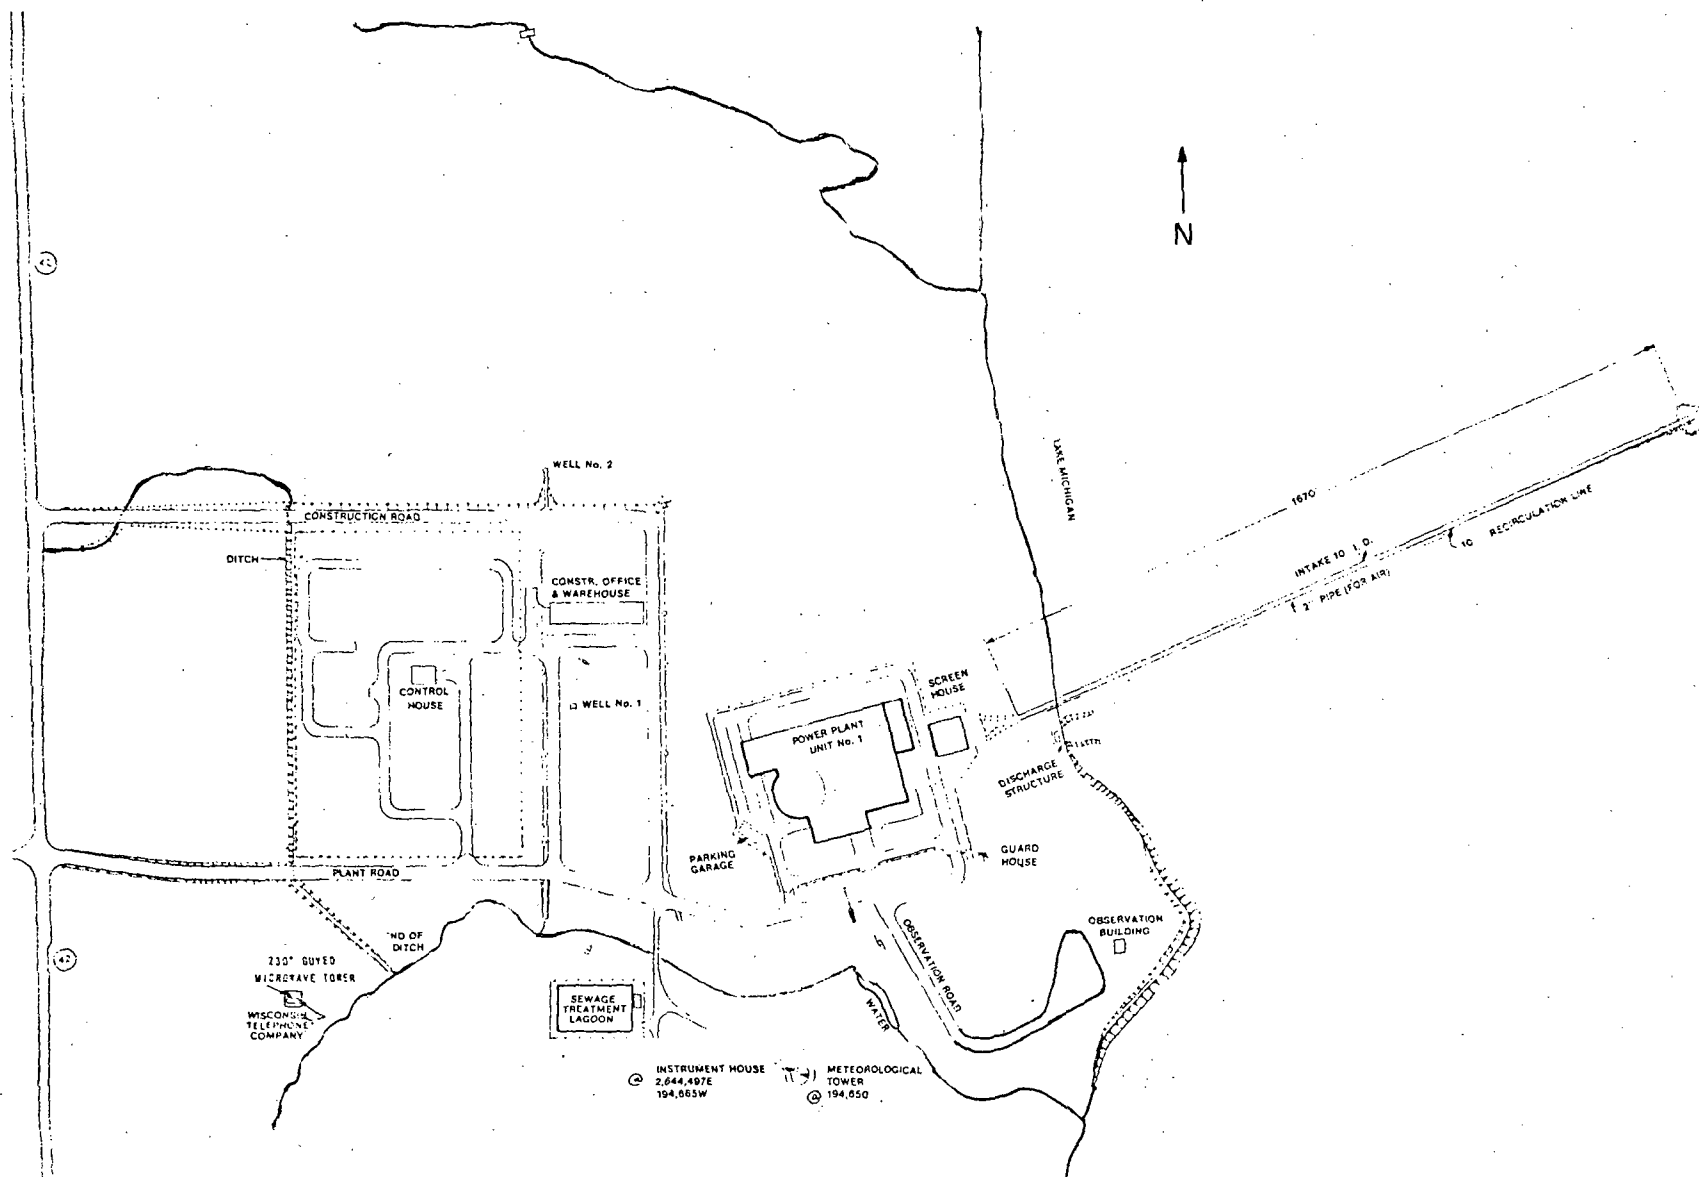 N
42
LAKE MICHIGAN
WELL No. 2
1670
CONSTRUCTION ROAD
10 RECIRCULATION LINE
DITCH
INTAKE 10 I. D.
2" PIPE (FOR AIR)
CONSTR. OFFICE
& WAREHOUSE
CONTROL
HOUSE
WELL No. 1
SCREEN
HOUSE
POWER PLANT
UNIT No. 1
DISCHARGE
STRUCTURE
PARKING
GARAGE
GUARD
HOUSE
PLANT ROAD
OBSERVATION
BUILDING
OBSERVATION ROAD
ND OF
DITCH
42
GUYED
MICROWAVE TOWER
WISCONSIN
TELEPHONE
COMPANY
SEWAGE
TREATMENT
LAGOON
WATER
@ INSTRUMENT HOUSE
2,644,497E
194,665W
METEOROLOGICAL
TOWER
@ 194,650